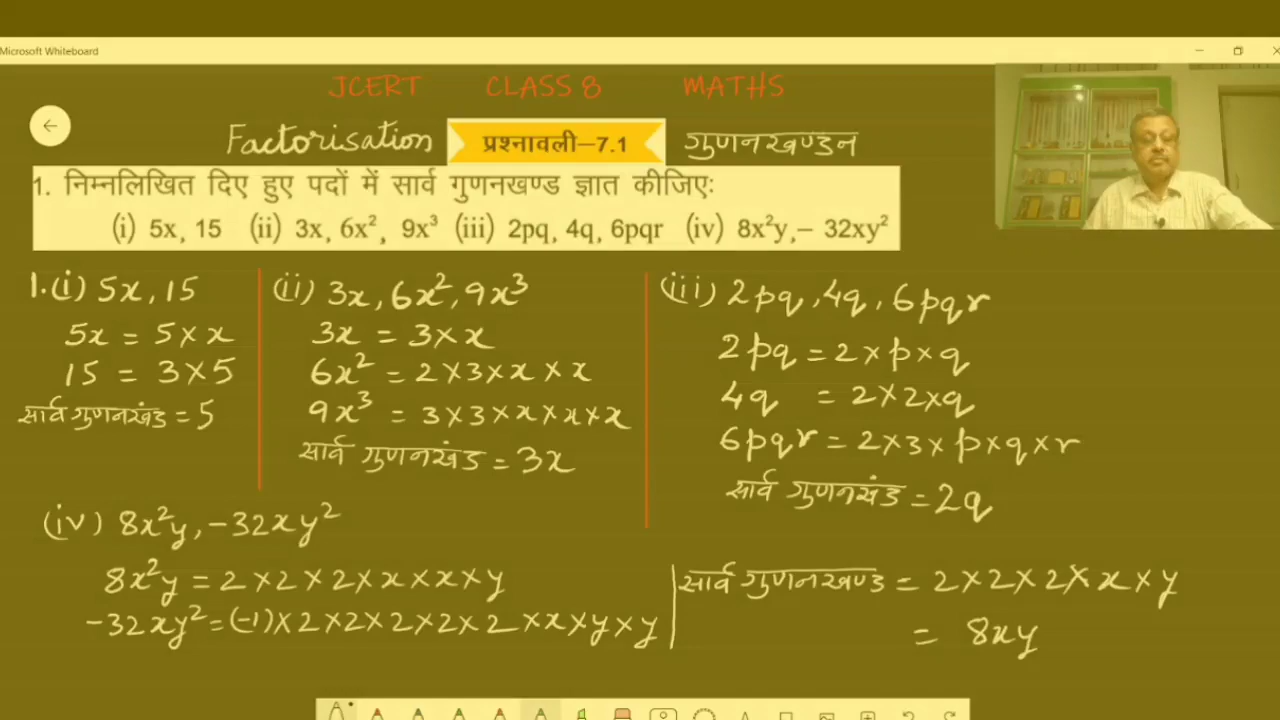 Microsoft Whiteboard
JCERT CLASS 8 MATHS
Factorisation प्रश्नावली–7.1 गुणनखण्डन
1. निम्नलिखित दिए हुए पदों में सार्व गुणनखण्ड ज्ञात कीजिएः
(i) 5x, 15 (ii) 3x, 6x², 9x³ (iii) 2pq, 4q, 6pqr (iv) 8x²y,– 32xy²
1.(i) 5x, 15
5x = 5 × x
15 = 3 × 5
सार्व गुणनखंड = 5
(ii) 3x, 6x², 9x³
3x = 3 × x
6x² = 2 × 3 × x × x
9x³ = 3 × 3 × x × x × x
सार्व गुणनखंड = 3x
(iii) 2pq, 4q, 6pqr
2pq = 2 × p × q
4q = 2 × 2 × q
6pqr = 2 × 3 × p × q × r
सार्व गुणनखंड = 2q
(iv) 8x²y, -32xy²
8x²y = 2 × 2 × 2 × x × x × y
-32xy² = (-1) × 2 × 2 × 2 × 2 × 2 × x × y × y
सार्व गुणनखण्ड = 2 × 2 × 2 × x × y
= 8xy